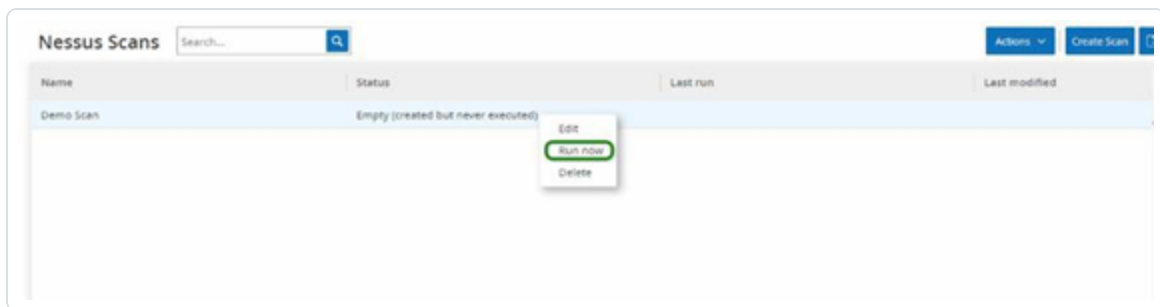 Nessus Scans Search... Actions Create Scan
Name Status Last run Last modified
Demo Scan Empty (created but never executed)
Edit
Run now
Delete